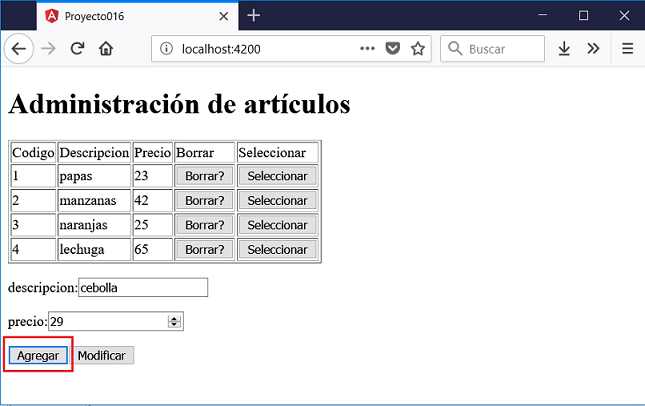 Proyecto016
localhost:4200
Buscar
Administración de artículos
Codigo Descripcion Precio Borrar Seleccionar
1 papas 23 Borrar? Seleccionar
2 manzanas 42 Borrar? Seleccionar
3 naranjas 25 Borrar? Seleccionar
4 lechuga 65 Borrar? Seleccionar
descripcion: cebolla
precio: 29
Agregar Modificar